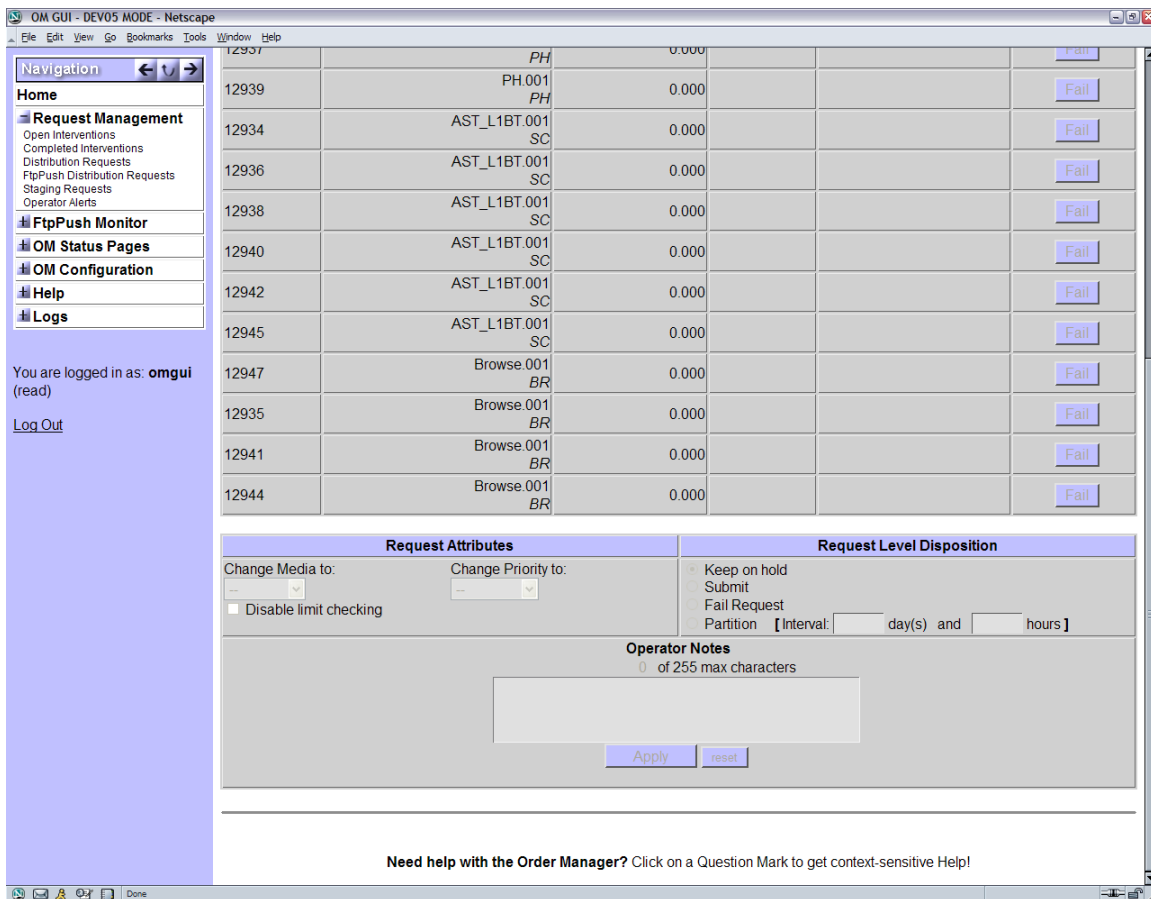 OM GUI - DEV05 MODE - Netscape
File Edit View Go Bookmarks Tools Window Help
Navigation
Home
Request Management
Open Interventions
Completed Interventions
Distribution Requests
FtpPush Distribution Requests
Staging Requests
Operator Alerts
FtpPush Monitor
OM Status Pages
OM Configuration
Help
Logs
You are logged in as: omgui
(read)
Log Out
12937 PH 0.000 Fail
12939 PH.001 PH 0.000 Fail
12934 AST_L1BT.001 SC 0.000 Fail
12936 AST_L1BT.001 SC 0.000 Fail
12938 AST_L1BT.001 SC 0.000 Fail
12940 AST_L1BT.001 SC 0.000 Fail
12942 AST_L1BT.001 SC 0.000 Fail
12945 AST_L1BT.001 SC 0.000 Fail
12947 Browse.001 BR 0.000 Fail
12935 Browse.001 BR 0.000 Fail
12941 Browse.001 BR 0.000 Fail
12944 Browse.001 BR 0.000 Fail
Request Attributes Request Level Disposition
Change Media to: Change Priority to:
-- --
Disable limit checking
Keep on hold
Submit
Fail Request
Partition [ Interval: day(s) and hours ]
Operator Notes
0 of 255 max characters
Apply reset
Need help with the Order Manager? Click on a Question Mark to get context-sensitive Help!
Done